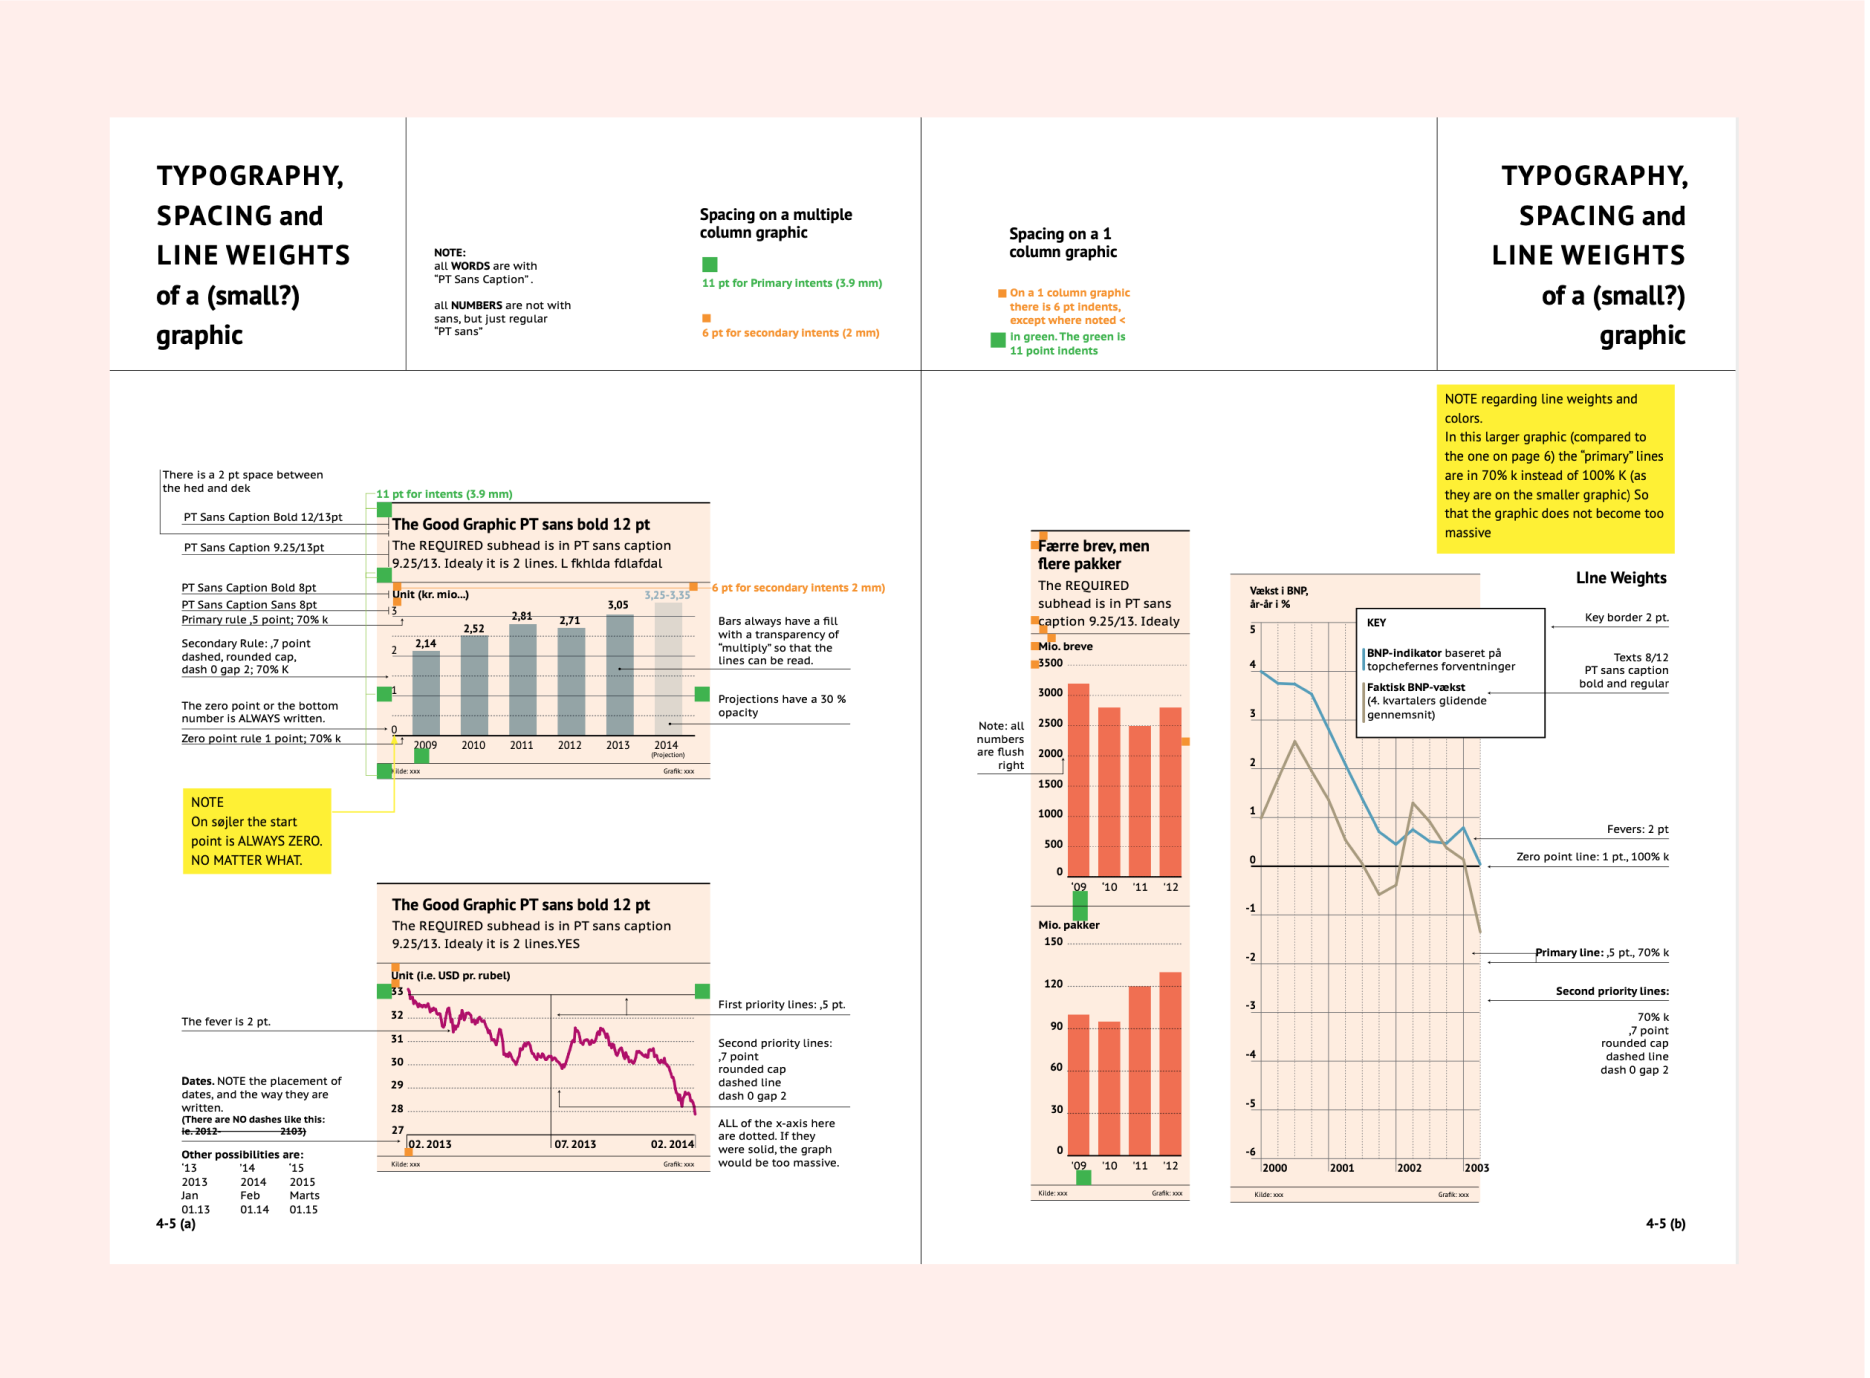 TYPOGRAPHY,
SPACING and
LINE WEIGHTS
of a (small?)
graphic
NOTE:
all WORDS are with
"PT Sans Caption" .
all NUMBERS are not with
sans, but just regular
"PT sans"
Spacing on a multiple
column graphic
11 pt for Primary intents (3.9 mm)
6 pt for secondary intents (2 mm)
Spacing on a 1
column graphic
On a 1 column graphic
there is 6 pt indents,
except where noted <
in green. The green is
11 point indents
TYPOGRAPHY,
SPACING and
LINE WEIGHTS
of a (small?)
graphic
There is a 2 pt space between
the hed and dek
PT Sans Caption Bold 12/13pt
PT Sans Caption 9.25/13pt
PT Sans Caption Bold 8pt
PT Sans Caption Sans 8pt
Primary rule ,5 point; 70% k
Secondary Rule: ,7 point
dashed, rounded cap,
dash 0 gap 2; 70% K
The zero point or the bottom
number is ALWAYS written.
Zero point rule 1 point; 70% k
NOTE
On søjler the start
point is ALWAYS ZERO.
NO MATTER WHAT.
11 pt for intents (3.9 mm)
The Good Graphic PT sans bold 12 pt
The REQUIRED subhead is in PT sans caption
9.25/13. Idealy it is 2 lines. L fkhlda fdlafdal
6 pt for secondary intents 2 mm)
Unit (kr. mio...)
3
2
1
0
2,14
2,52
2,81
2,71
3,05
3,25-3,35
2009
2010
2011
2012
2013
2014
(Projection)
Kilde: xxx
Grafik: xxx
Bars always have a fill
with a transparency of
"multiply" so that the
lines can be read.
Projections have a 30 %
opacity
The Good Graphic PT sans bold 12 pt
The REQUIRED subhead is in PT sans caption
9.25/13. Idealy it is 2 lines.YES
Unit (i.e. USD pr. rubel)
33
32
31
30
29
28
27
02. 2013
07. 2013
02. 2014
Kilde: xxx
Grafik: xxx
The fever is 2 pt.
Dates. NOTE the placement of
dates, and the way they are
written.
(There are NO dashes like this:
ie. 2012- 2103)
Other possibilities are:
'13 '14 '15
2013 2014 2015
Jan Feb Marts
01.13 01.14 01.15
4-5 (a)
First priority lines: ,5 pt.
Second priority lines:
,7 point
rounded cap
dashed line
dash 0 gap 2
ALL of the x-axis here
are dotted. If they
were solid, the graph
would be too massive.
Færre brev, men
flere pakker
The REQUIRED
subhead is in PT sans
caption 9.25/13. Idealy
Mio. breve
3500
3000
2500
2000
1500
1000
500
0
'09
'10
'11
'12
Note: all
numbers
are flush
right
Mio. pakker
150
120
90
60
30
0
'09
'10
'11
'12
Kilde: xxx
Grafik: xxx
NOTE regarding line weights and
colors.
In this larger graphic (compared to
the one on page 6) the "primary" lines
are in 70% k instead of 100% K (as
they are on the smaller graphic) So
that the graphic does not become too
massive
Vækst i BNP,
år-år i %
5
4
3
2
1
0
-1
-2
-3
-4
-5
-6
2000
2001
2002
2003
KEY
BNP-indikator baseret på
topchefernes forventninger
Faktisk BNP-vækst
(4. kvartalers glidende
gennemsnit)
Kilde: xxx
Grafik: xxx
LIne Weights
Key border 2 pt.
Texts 8/12
PT sans caption
bold and regular
Fevers: 2 pt
Zero point line: 1 pt., 100% k
Primary line: ,5 pt., 70% k
Second priority lines:
70% k
,7 point
rounded cap
dashed line
dash 0 gap 2
4-5 (b)